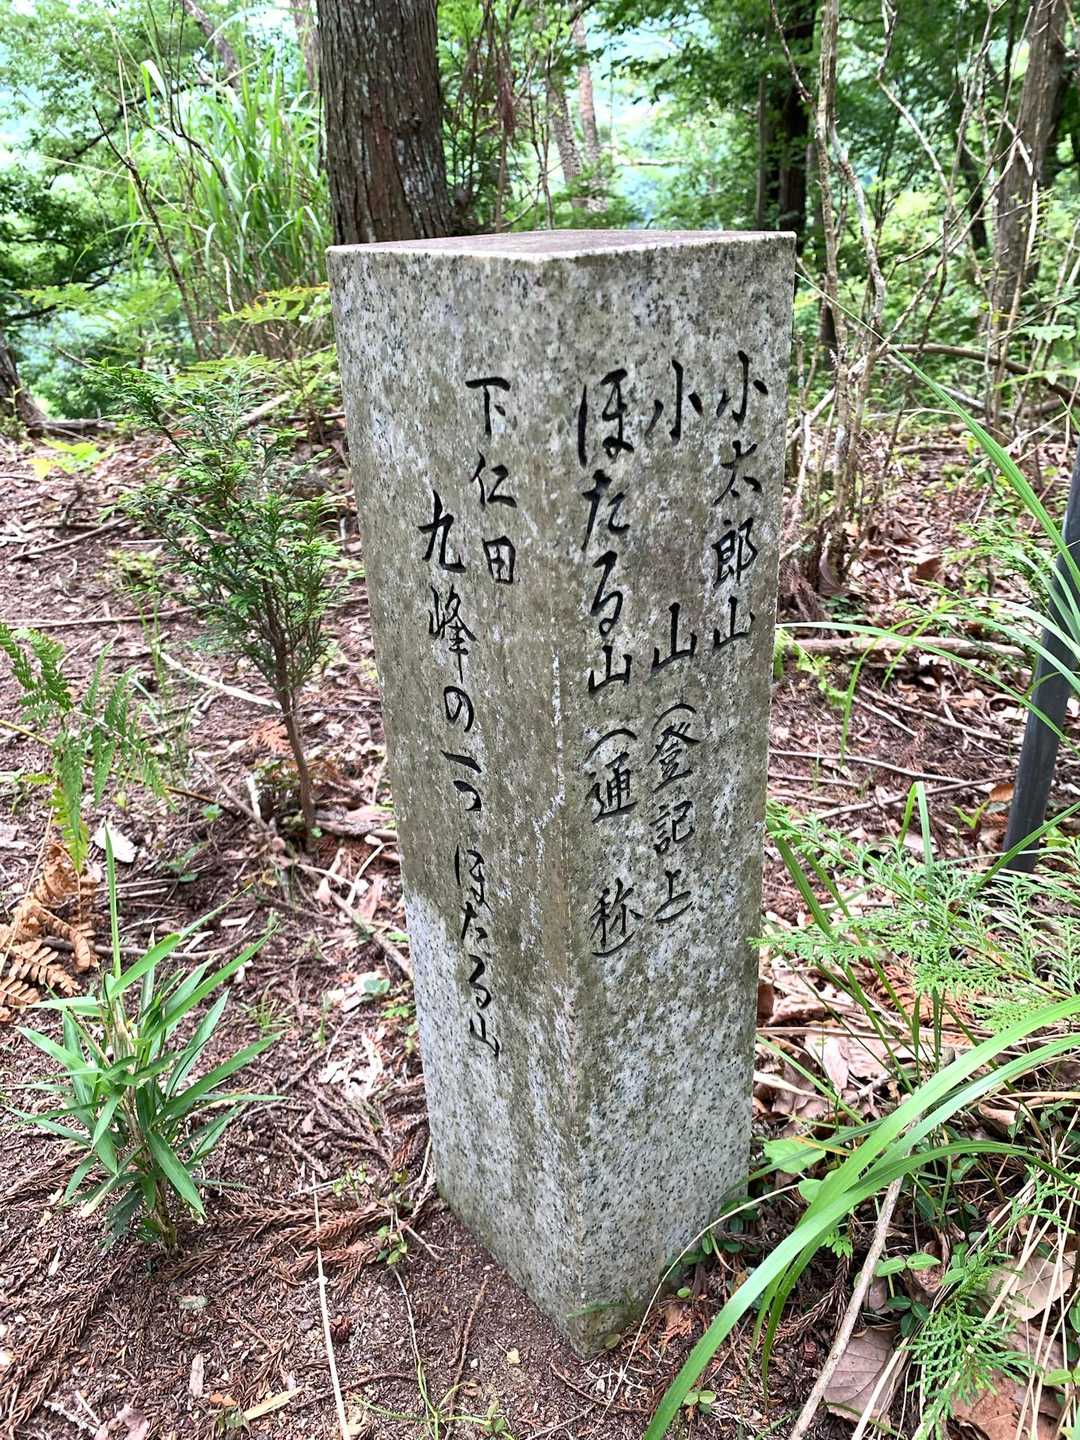 小太郎山
小山(登記上)
ほたる山(通称)
下仁田
九峰の一つほたる山